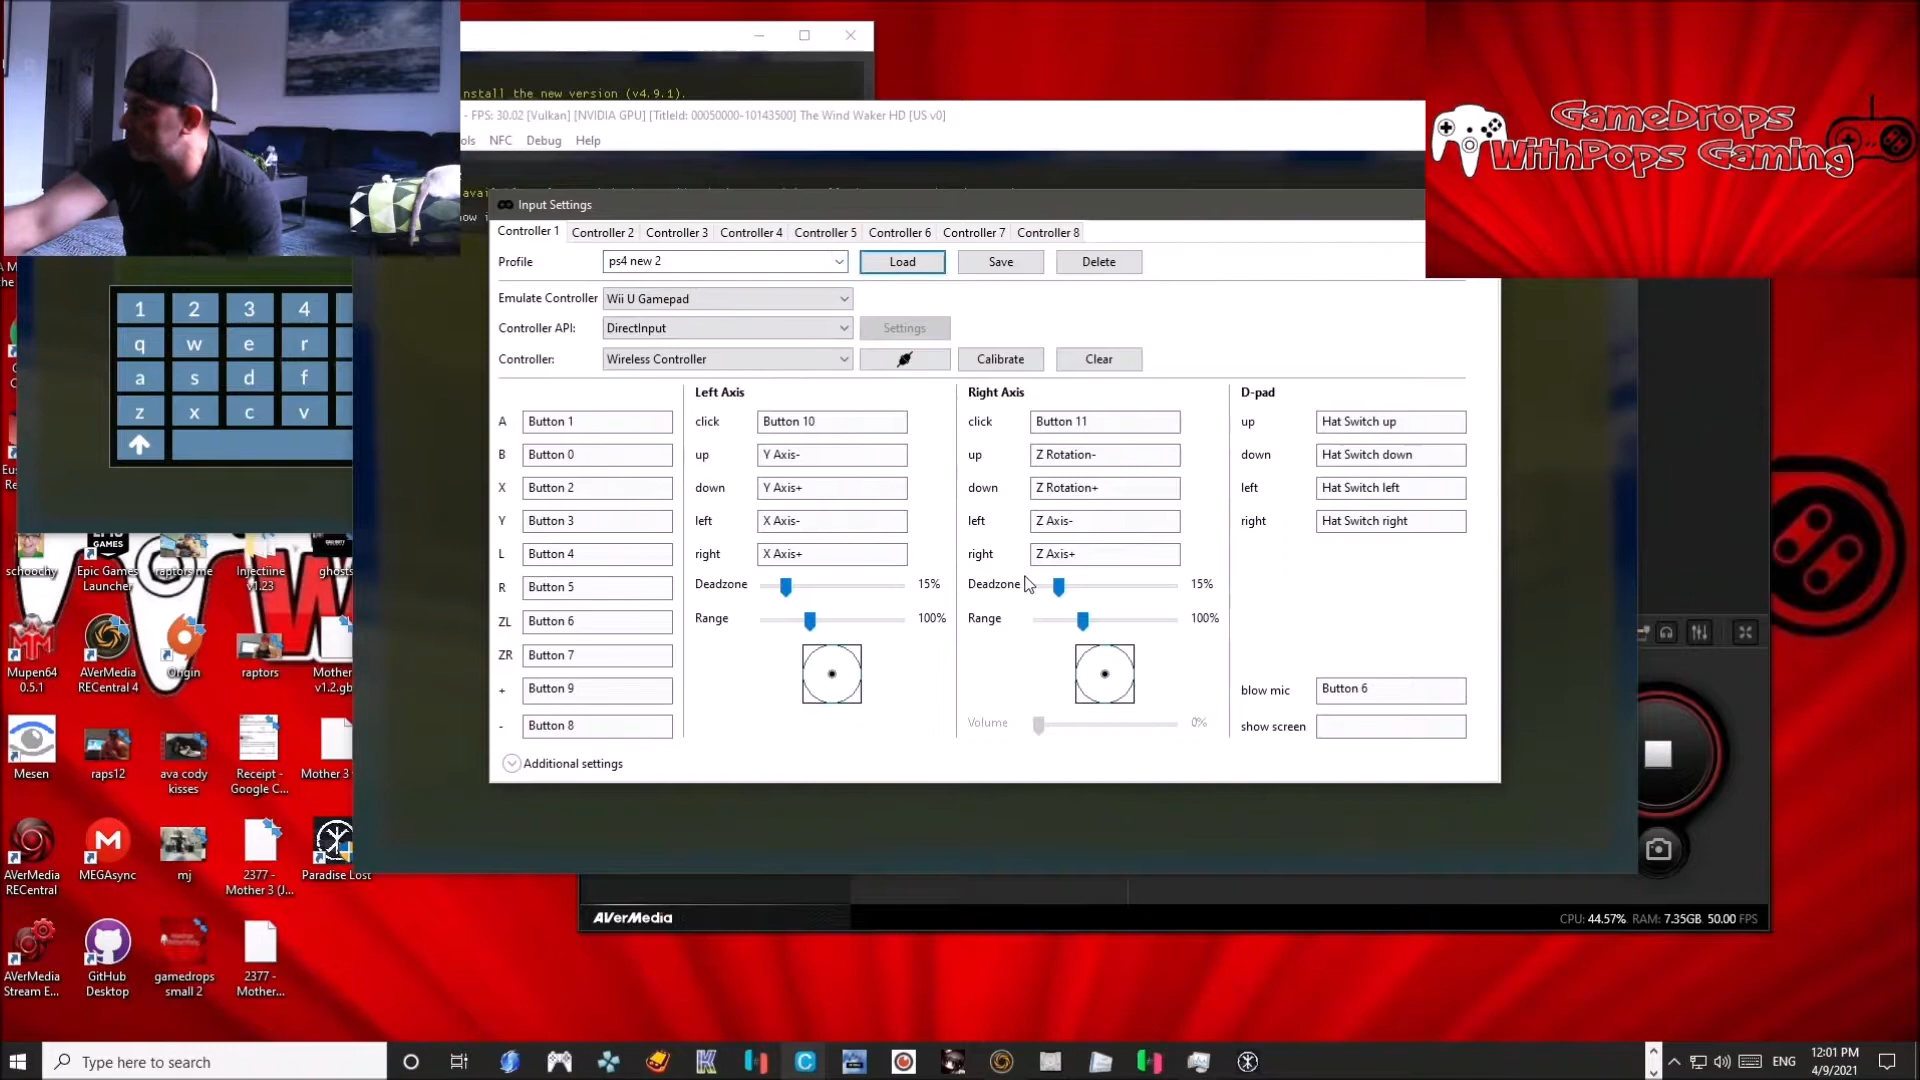 nstall the new version (v4.9.1).
- FPS: 30.02 [Vulkan] [NVIDIA GPU] [TitleId: 00050000-10143500] The Wind Waker HD [US v0]
ols NFC Debug Help
avai
ow i
GameDrops
WithPops Gaming
Input Settings
Controller 1 Controller 2 Controller 3 Controller 4 Controller 5 Controller 6 Controller 7 Controller 8
Profile ps4 new 2 Load Save Delete
Emulate Controller Wii U Gamepad
Controller API: DirectInput Settings
Controller: Wireless Controller Calibrate Clear
Left Axis Right Axis D-pad
A Button 1 click Button 10 click Button 11 up Hat Switch up
B Button 0 up Y Axis- up Z Rotation- down Hat Switch down
X Button 2 down Y Axis+ down Z Rotation+ left Hat Switch left
Y Button 3 left X Axis- left Z Axis- right Hat Switch right
L Button 4 right X Axis+ right Z Axis+
R Button 5 Deadzone 15% Deadzone 15%
ZL Button 6 Range 100% Range 100%
ZR Button 7
+ Button 9 blow mic Button 6
- Button 8 Volume 0% show screen
Additional settings
1 2 3 4
q w e r
a s d f
z x c v
schoochy Epic Games Launcher raptors me Injectiine v1.23 ghosts
Mupen64 0.5.1 AVerMedia RECentral 4 Origin raptors Mother v1.2.gb
Mesen raps12 ava cody kisses Receipt - Google C... Mother 3
AVerMedia RECentral MEGAsync mj 2377 - Mother 3 (J... Paradise Lost
AVerMedia Stream E... GitHub Desktop gamedrops small 2 2377 - Mother...
AVerMedia CPU: 44.57% RAM: 7.35GB 50.00 FPS
Type here to search
ENG 12:01 PM
4/9/2021